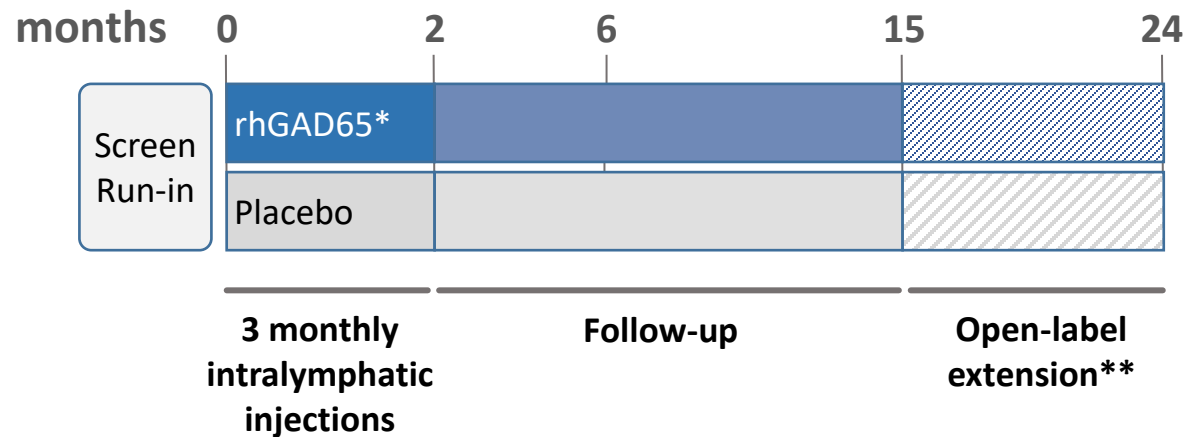 months 0 2 6 15 24
Screen
Run-in
rhGAD65*
Placebo
3 monthly
intralymphatic
injections
Follow-up
Open-label
extension**